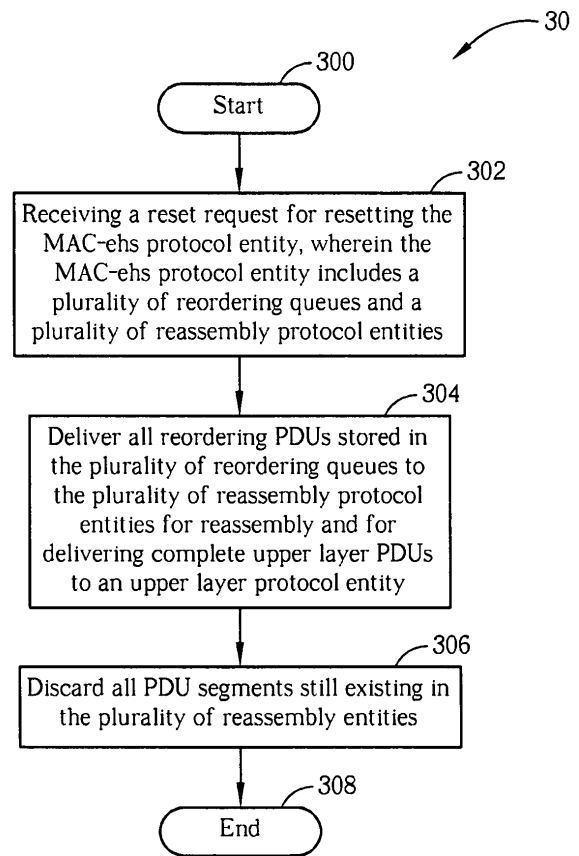 30
300
Start
302
Receiving a reset request for resetting the
MAC-ehs protocol entity, wherein the
MAC-ehs protocol entity includes a
plurality of reordering queues and a
plurality of reassembly protocol entities
304
Deliver all reordering PDUs stored in
the plurality of reordering queues to
the plurality of reassembly protocol
entities for reassembly and for
delivering complete upper layer PDUs
to an upper layer protocol entity
306
Discard all PDU segments still existing in
the plurality of reassembly entities
308
End